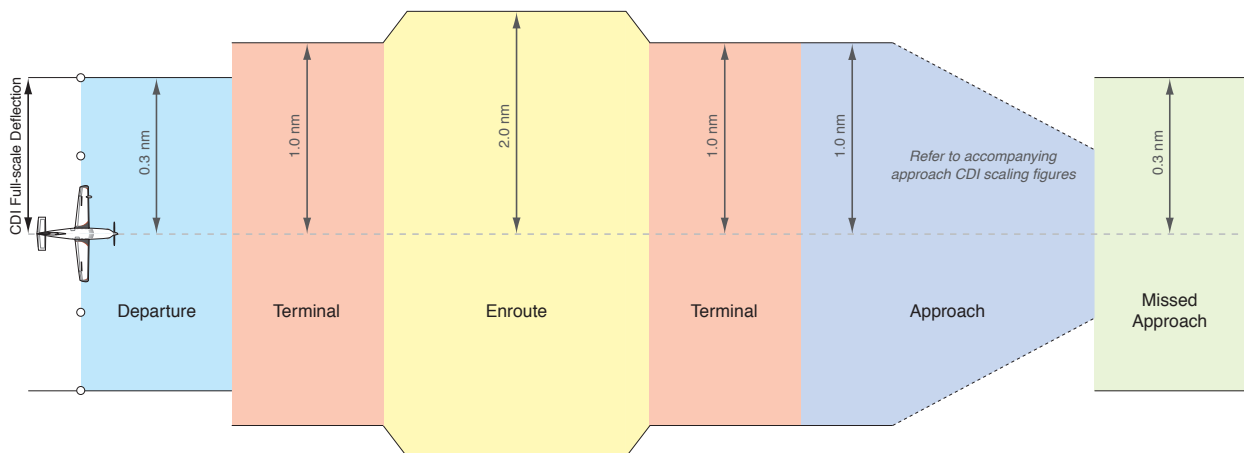 CDI Full-scale Deflection
0.3 nm
1.0 nm
2.0 nm
1.0 nm
1.0 nm
0.3 nm
Refer to accompanying
approach CDI scaling figures
Departure
Terminal
Enroute
Terminal
Approach
Missed
Approach